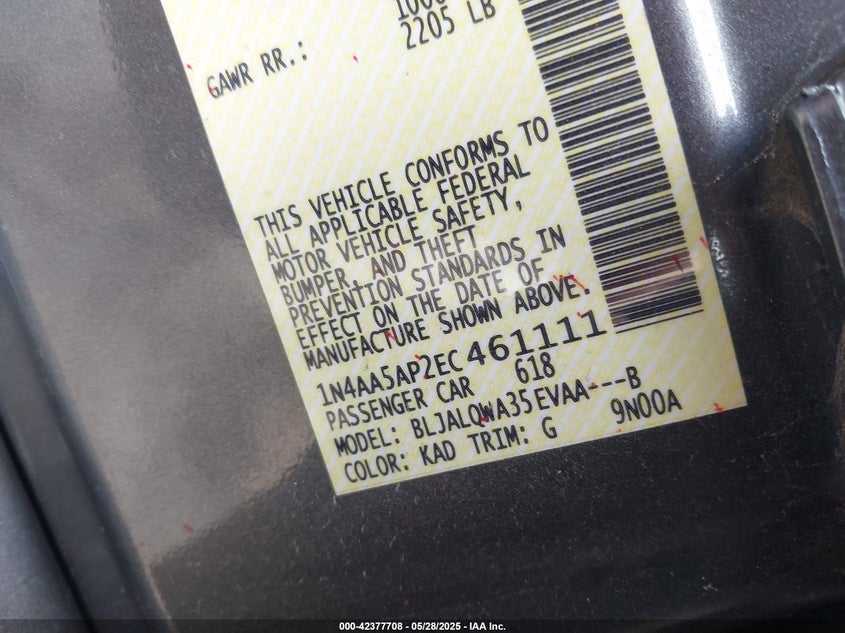 2205 LB
GAWR RR.:
THIS VEHICLE CONFORMS TO
ALL APPLICABLE FEDERAL
MOTOR VEHICLE SAFETY,
BUMPER, AND THEFT
PREVENTION STANDARDS IN
EFFECT ON THE DATE OF
MANUFACTURE SHOWN ABOVE.
1N4AA5AP2EC461111
PASSENGER CAR 618
MODEL: BLJALQWA35EVAA---B
COLOR: KAD TRIM: G 9N00A
000-42377708 - 05/28/2025 - IAA Inc.